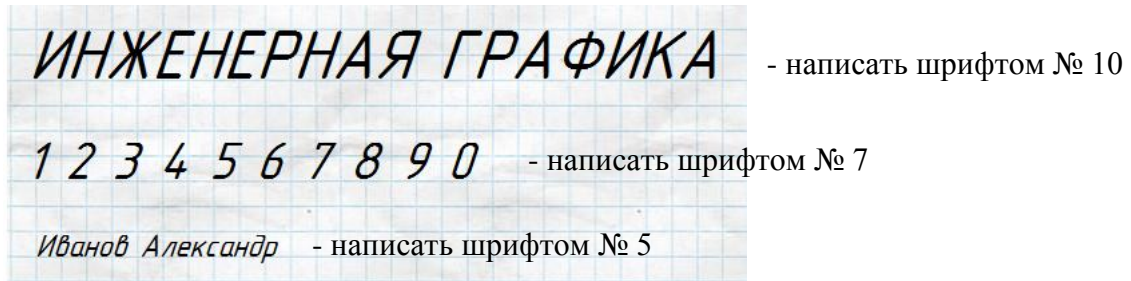 ИНЖЕНЕРНАЯ ГРАФИКА - написать шрифтом № 10
1 2 3 4 5 6 7 8 9 0 - написать шрифтом № 7
Иванов Александр - написать шрифтом № 5